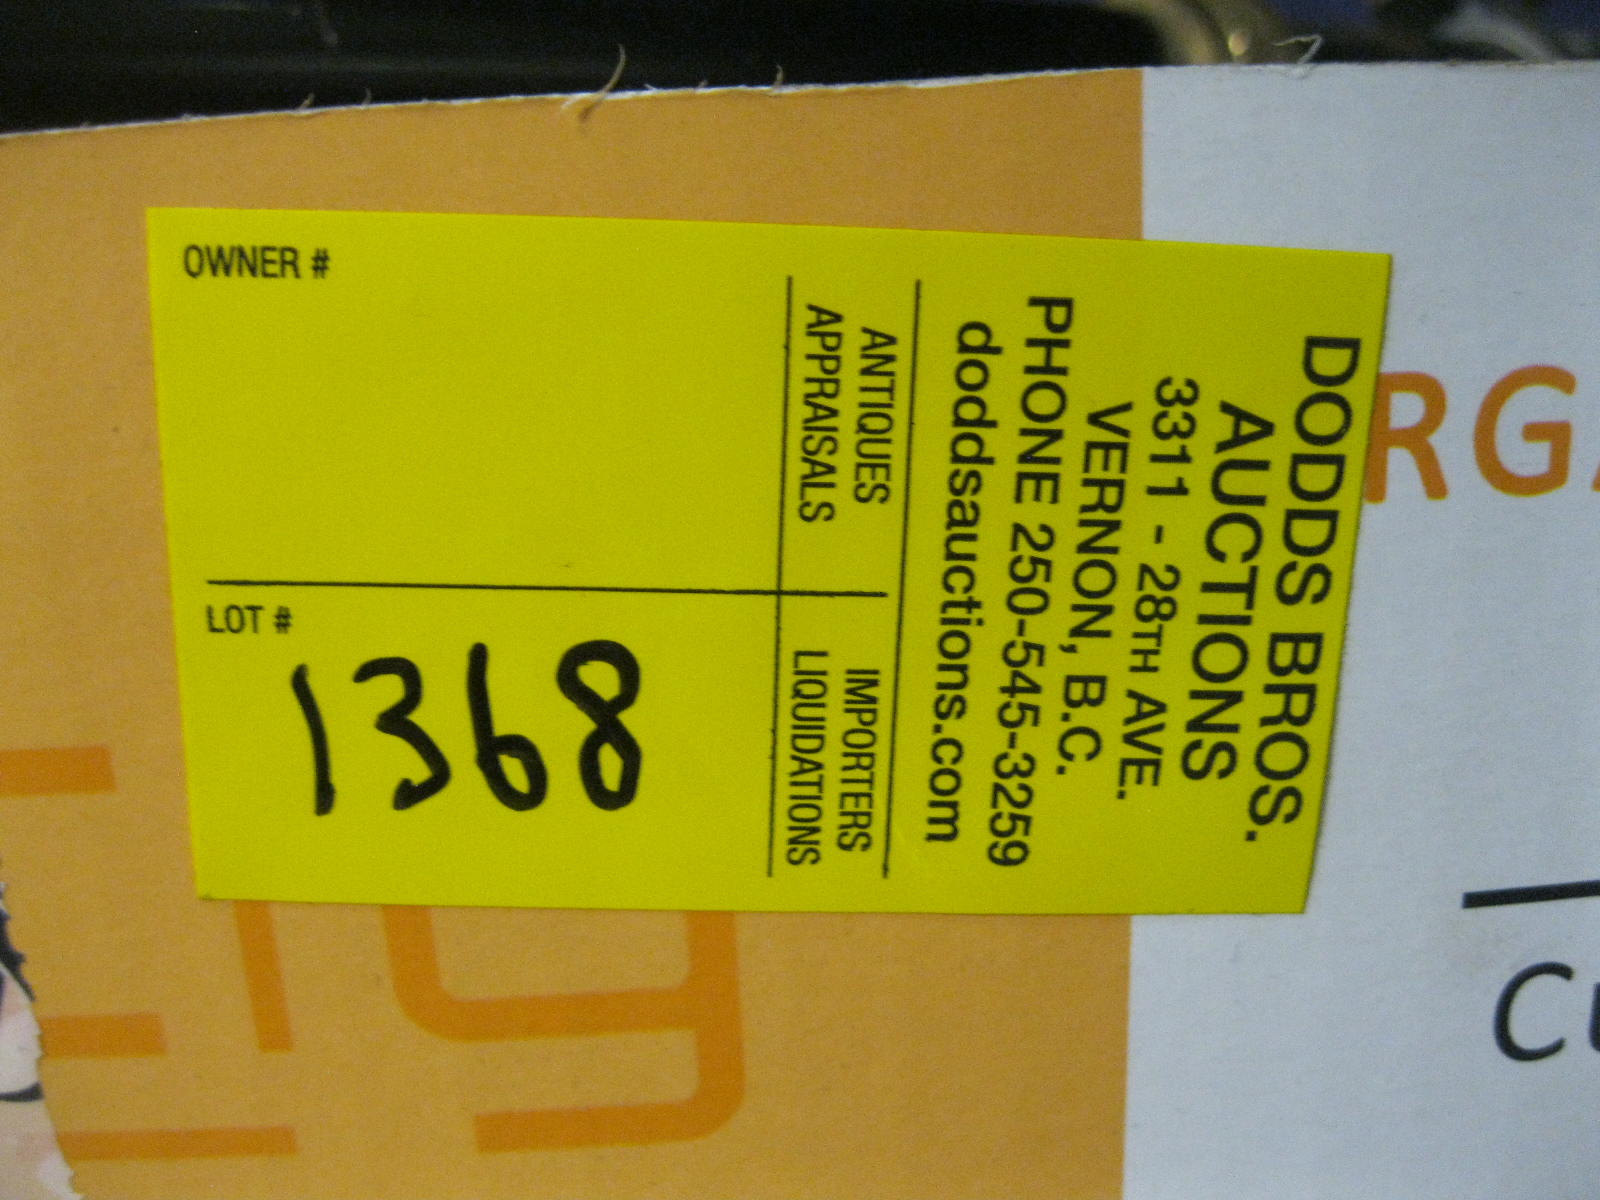 DODDS BROS.
AUCTIONS
3311 - 28TH AVE.
VERNON, B.C.
PHONE 250-545-3259
doddsauctions.com
ANTIQUES
APPRAISALS
IMPORTERS
LIQUIDATIONS
OWNER #
LOT #
1368